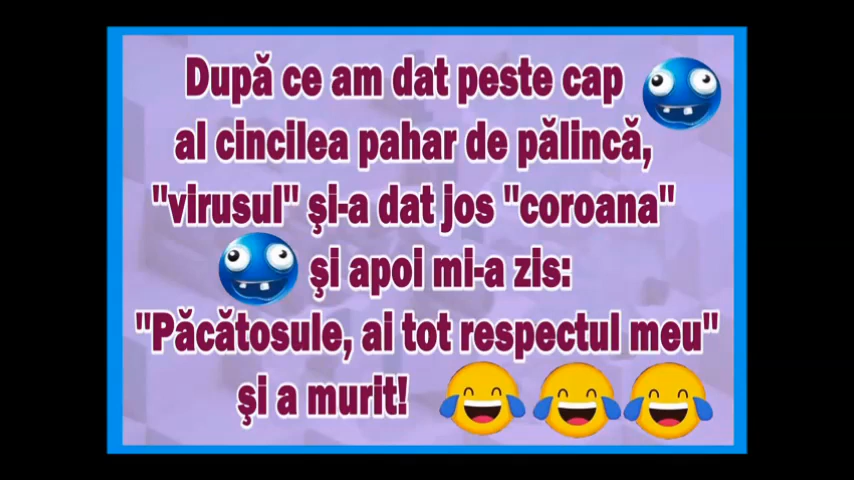 După ce am dat peste cap
al cincilea pahar de pălincă,
"virusul" şi-a dat jos "coroana"
şi apoi mi-a zis:
"Păcătosule, ai tot respectul meu"
şi a murit!